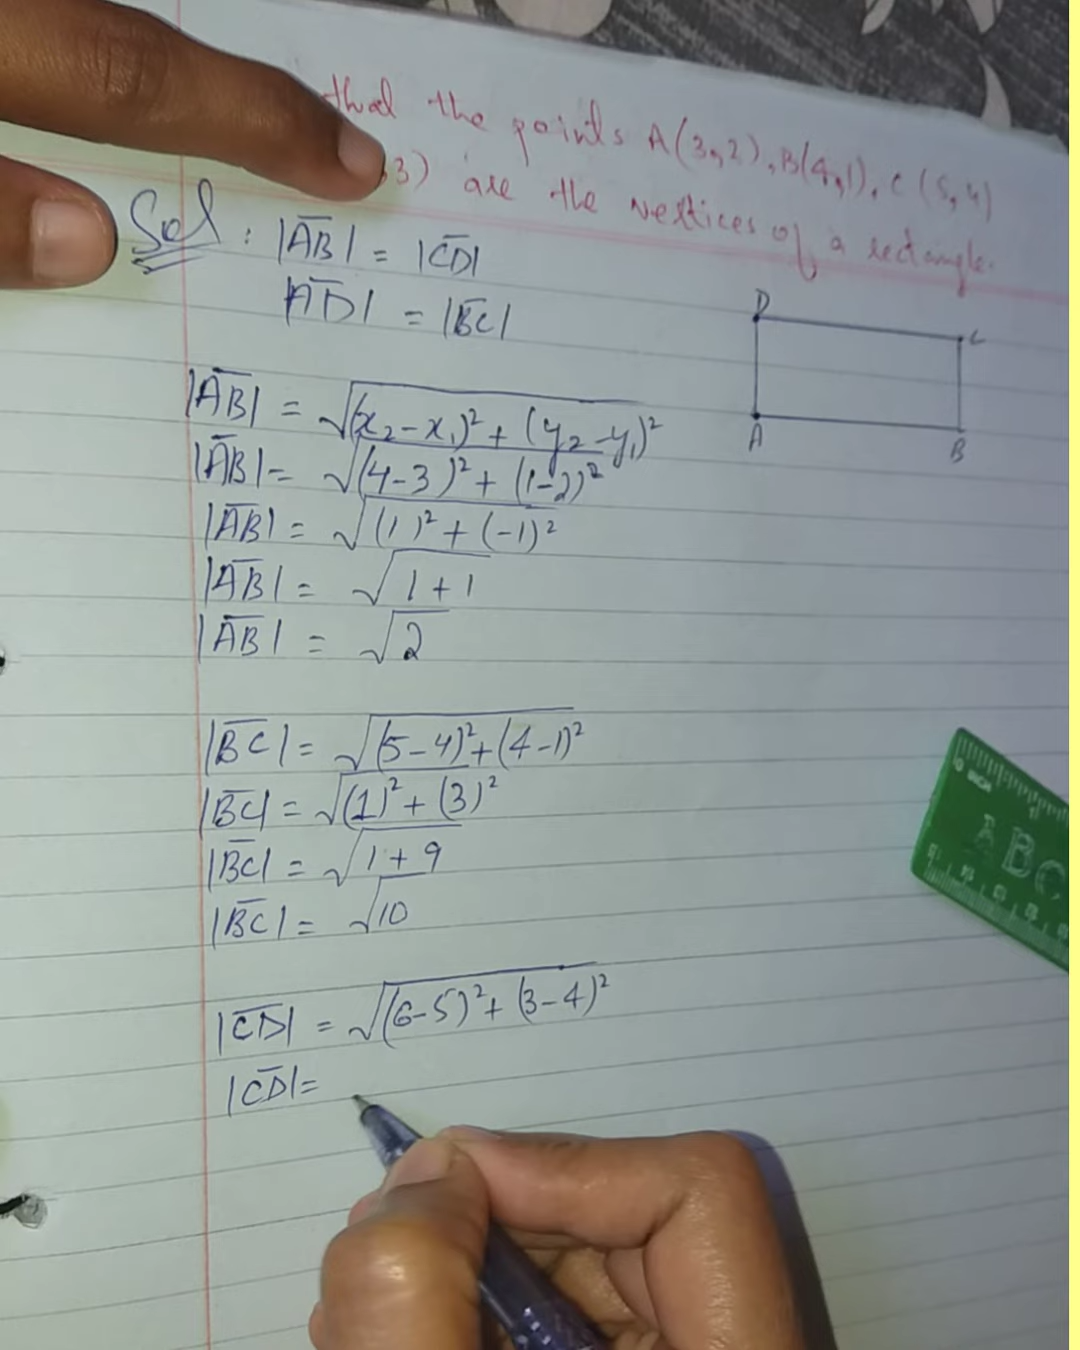 that the points A(3,2), B(4,1), C(5,4)
3) are the vertices of a rectangle.
Sol: |AB| = |CD|
|AD| = |BC|
D
C
A
B
|AB| = √(x₂-x₁)²+(y₂-y₁)²
|AB| = √(4-3)²+(1-2)²
|AB| = √(1)²+(-1)²
|AB| = √1+1
|AB| = √2
|BC| = √(5-4)²+(4-1)²
|BC| = √(1)²+(3)²
|BC| = √1+9
|BC| = √10
|CD| = √(6-5)²+(3-4)²
|CD| =
0 INCH
ABC